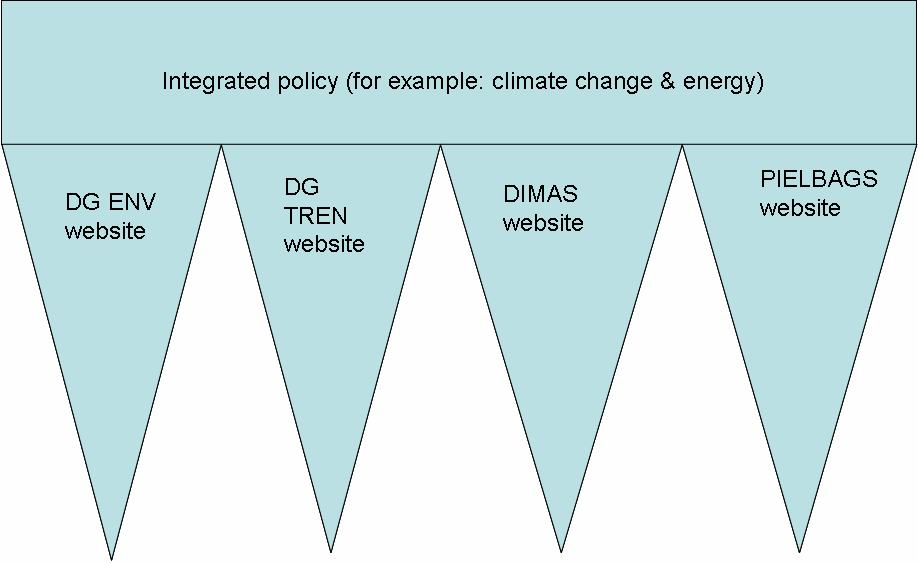 Integrated policy (for example: climate change & energy)
DG ENV
website
DG
TREN
website
DIMAS
website
PIELBAGS
website